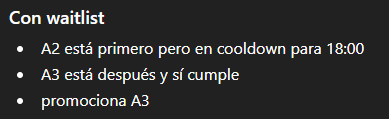 Con waitlist
• A2 está primero pero en cooldown para 18:00
• A3 está después y sí cumple
• promociona A3